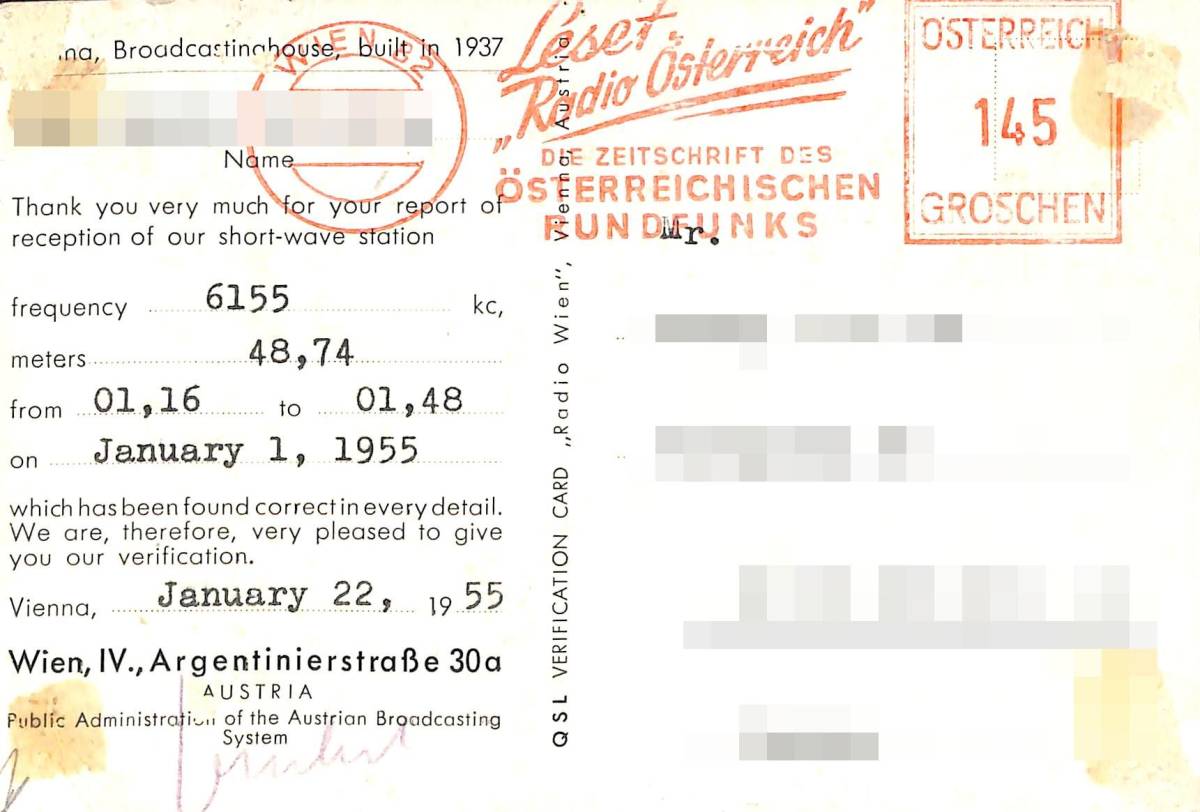 na, Broadcastinghouse, built in 1937
Name
Thank you very much for your report of
reception of our short-wave station
frequency 6155 kc,
meters 48,74
from 01,16 to 01,48
on January 1, 1955
which has been found correct in every detail.
We are, therefore, very pleased to give
you our verification.
Vienna, January 22, 1955
Wien, IV., Argentinierstraße 30a
AUSTRIA
Public Administration of the Austrian Broadcasting
System
QSL VERIFICATION CARD „Radio Wien", Vienna, Austria
WIEN 82
Leset
„Radio Österreich"
DIE ZEITSCHRIFT DES
ÖSTERREICHISCHEN
RUNDFUNKS
ÖSTERREICH
145
GROSCHEN
Mr.